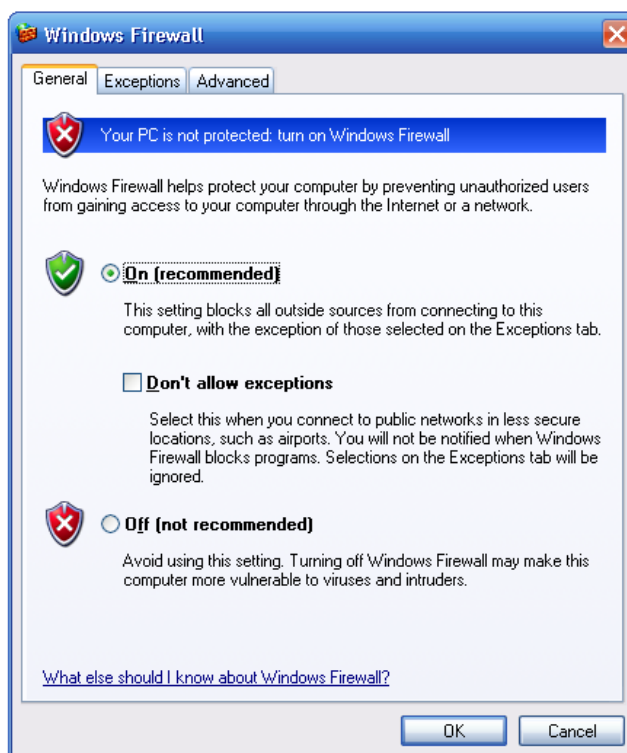 Windows Firewall
General Exceptions Advanced
Your PC is not protected: turn on Windows Firewall
Windows Firewall helps protect your computer by preventing unauthorized users
from gaining access to your computer through the Internet or a network.
On (recommended)
This setting blocks all outside sources from connecting to this
computer, with the exception of those selected on the Exceptions tab.
Don't allow exceptions
Select this when you connect to public networks in less secure
locations, such as airports. You will not be notified when Windows
Firewall blocks programs. Selections on the Exceptions tab will be
ignored.
Off (not recommended)
Avoid using this setting. Turning off Windows Firewall may make this
computer more vulnerable to viruses and intruders.
What else should I know about Windows Firewall?
OK Cancel